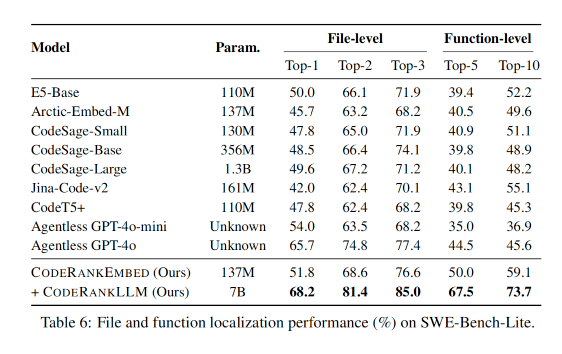 Model Param. File-level Function-level
Top-1 Top-2 Top-3 Top-5 Top-10
E5-Base 110M 50.0 66.1 71.9 39.4 52.2
Arctic-Embed-M 137M 45.7 63.2 68.2 40.5 49.6
CodeSage-Small 130M 47.8 65.0 71.9 40.9 51.1
CodeSage-Base 356M 48.5 66.4 74.1 39.8 48.9
CodeSage-Large 1.3B 49.6 67.2 71.2 40.1 48.2
Jina-Code-v2 161M 42.0 62.4 70.1 43.1 55.1
CodeT5+ 110M 47.8 62.4 68.2 39.8 45.3
Agentless GPT-4o-mini Unknown 54.0 63.5 68.2 35.0 36.9
Agentless GPT-4o Unknown 65.7 74.8 77.4 44.5 45.6
CODERANKEMBED (Ours) 137M 51.8 68.6 76.6 50.0 59.1
+ CODERANKLLM (Ours) 7B 68.2 81.4 85.0 67.5 73.7
Table 6: File and function localization performance (%) on SWE-Bench-Lite.